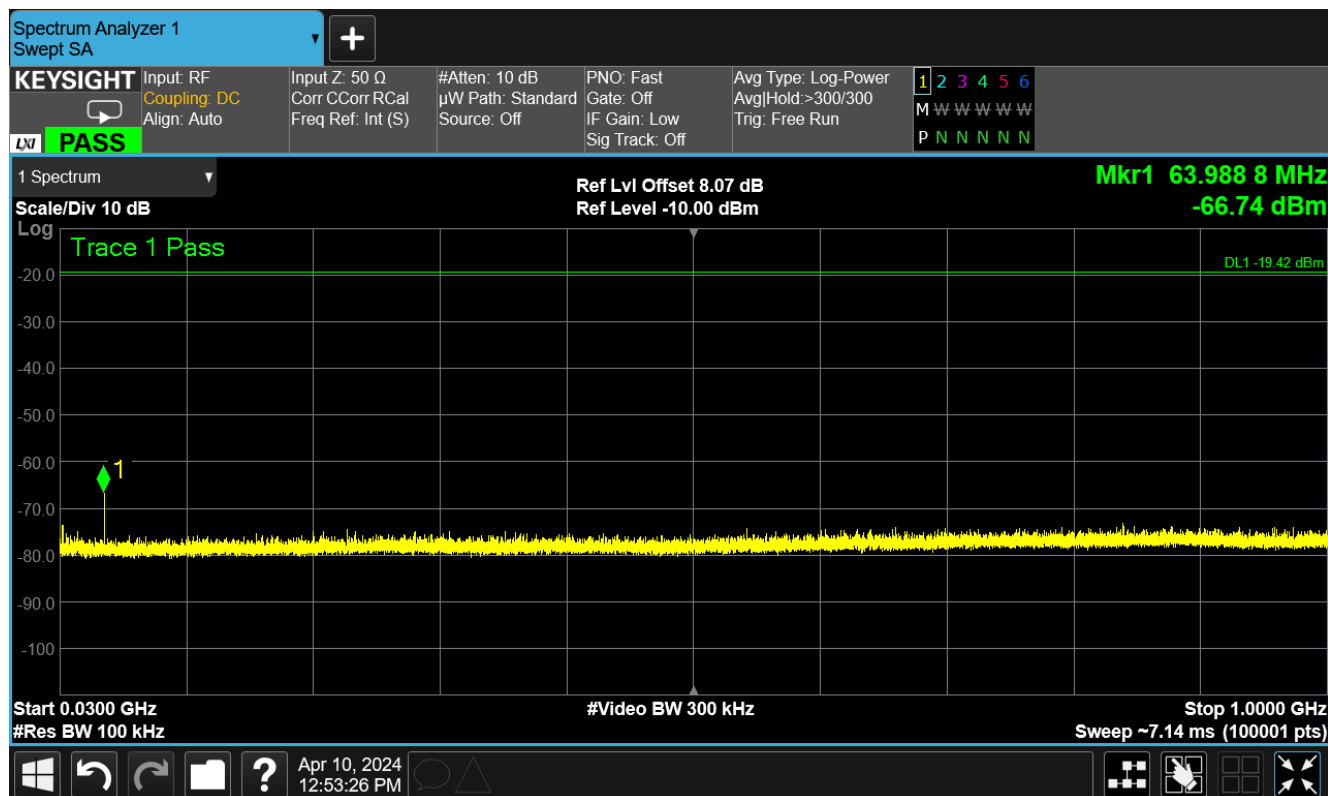 Spectrum Analyzer 1
Swept SA
+
KEYSIGHT
LXI PASS
Input: RF
Coupling: DC
Align: Auto
Input Z: 50 Ω
Corr CCorr RCal
Freq Ref: Int (S)
#Atten: 10 dB
µW Path: Standard
Source: Off
PNO: Fast
Gate: Off
IF Gain: Low
Sig Track: Off
Avg Type: Log-Power
Avg|Hold:>300/300
Trig: Free Run
1 2 3 4 5 6
M W W W W W
P N N N N N
1 Spectrum
Scale/Div 10 dB
Log
Ref Lvl Offset 8.07 dB
Ref Level -10.00 dBm
Mkr1 63.988 8 MHz
-66.74 dBm
Trace 1 Pass
DL1 -19.42 dBm
-20.0
-30.0
-40.0
-50.0
-60.0
1
-70.0
-80.0
-90.0
-100
Start 0.0300 GHz
#Res BW 100 kHz
#Video BW 300 kHz
Stop 1.0000 GHz
Sweep ~7.14 ms (100001 pts)
?
Apr 10, 2024
12:53:26 PM